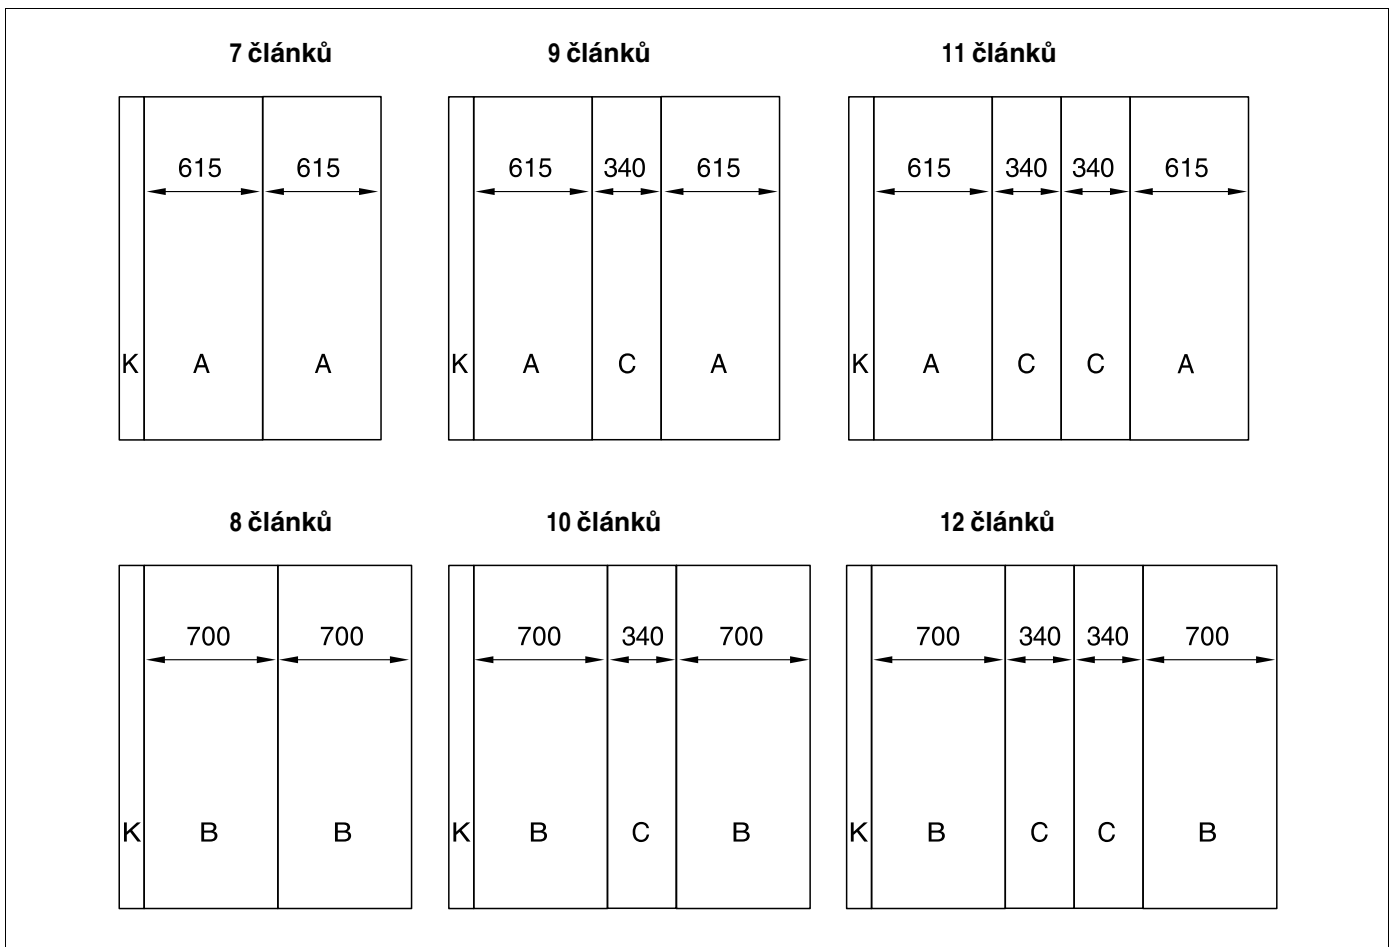 7 článků 9 článků 11 článků
615 615 615 340 615 615 340 340 615
K A A K A C A K A C C A
8 článků 10 článků 12 článků
700 700 700 340 700 700 340 340 700
K B B K B C B K B C C B